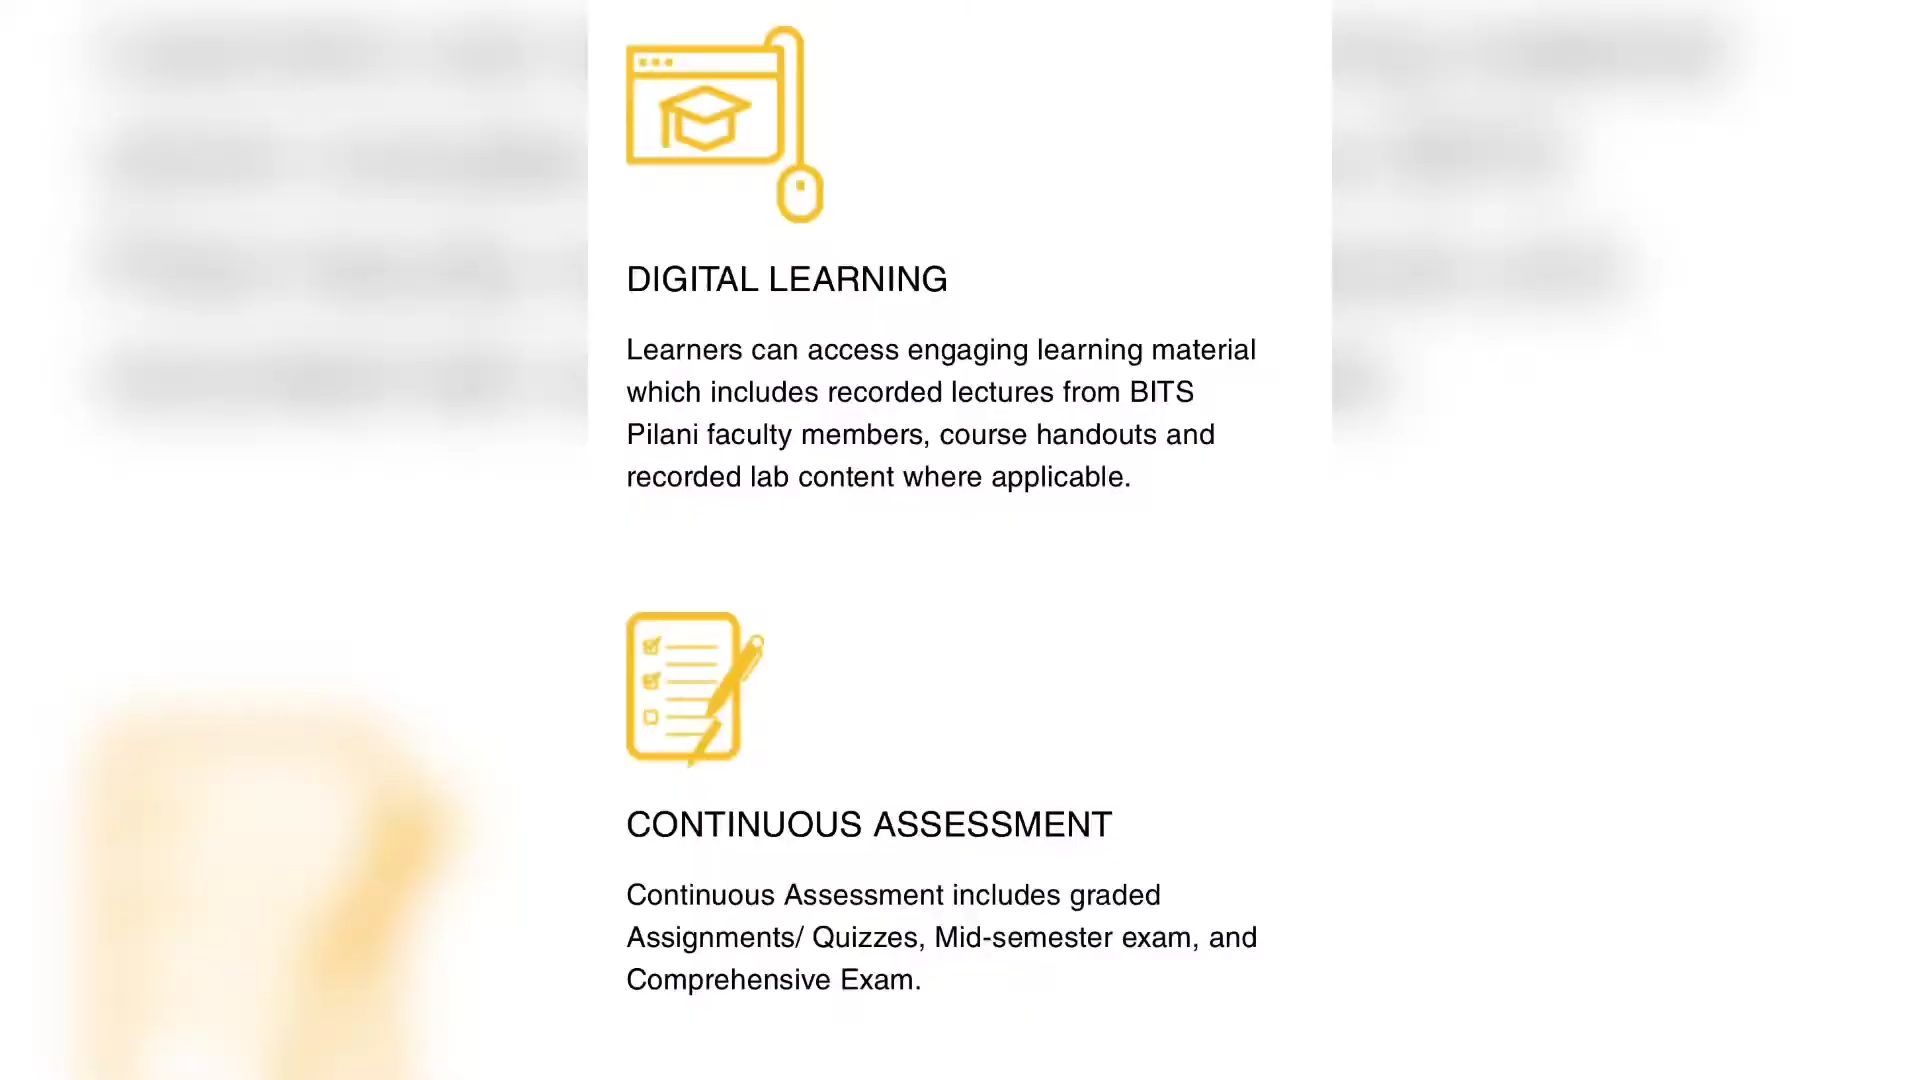 DIGITAL LEARNING
Learners can access engaging learning material
which includes recorded lectures from BITS
Pilani faculty members, course handouts and
recorded lab content where applicable.
CONTINUOUS ASSESSMENT
Continuous Assessment includes graded
Assignments/ Quizzes, Mid-semester exam, and
Comprehensive Exam.